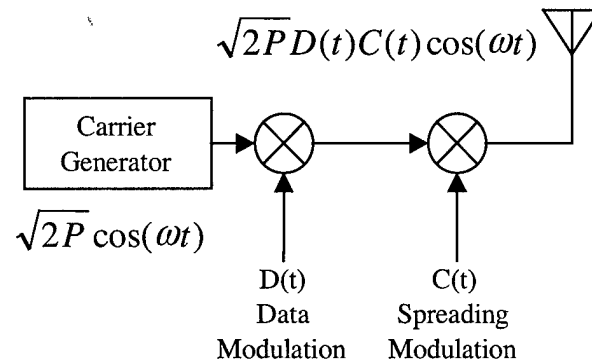 √2P D(t)C(t)cos(ωt)
Carrier
Generator
√2P cos(ωt)
D(t)
Data
Modulation
C(t)
Spreading
Modulation